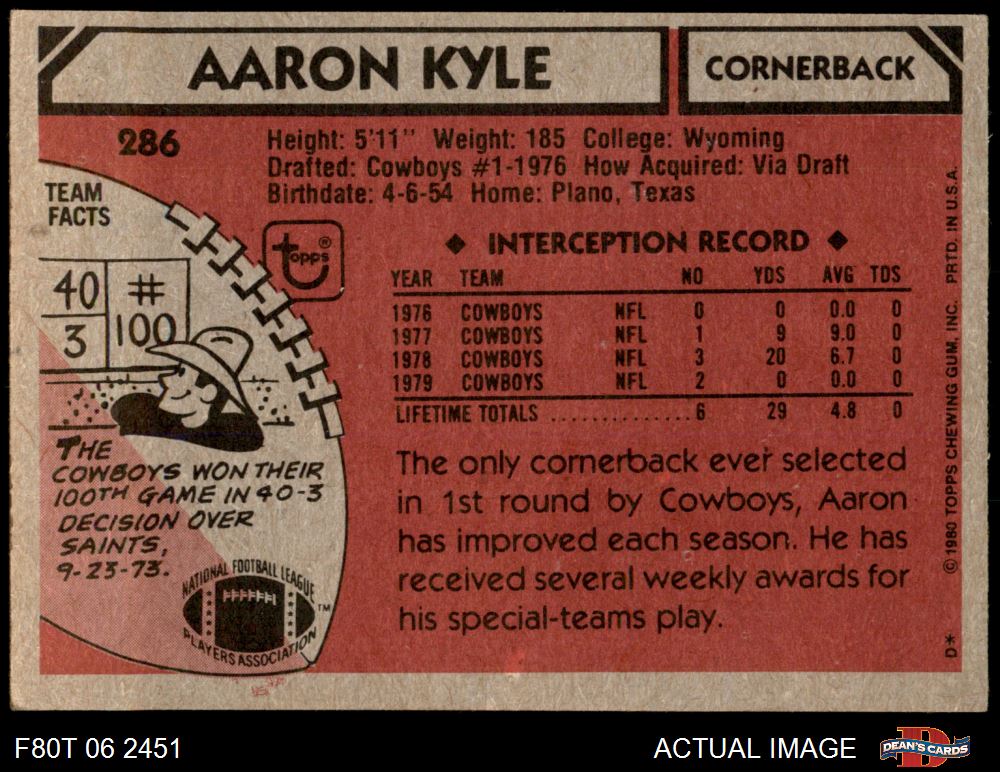 AARON KYLE
CORNERBACK
286
Height: 5'11" Weight: 185 College: Wyoming
Drafted: Cowboys #1-1976 How Acquired: Via Draft
Birthdate: 4-6-54 Home: Plano, Texas
TEAM
FACTS
topps®
40 #
3 100
THE
COWBOYS WON THEIR
100TH GAME IN 40-3
DECISION OVER
SAINTS,
9-23-73.
NATIONAL FOOTBALL LEAGUE
PLAYERS ASSOCIATION
TM
◆ INTERCEPTION RECORD ◆
YEAR TEAM NO YDS AVG TDS
1976 COWBOYS NFL 0 0 0.0 0
1977 COWBOYS NFL 1 9 9.0 0
1978 COWBOYS NFL 3 20 6.7 0
1979 COWBOYS NFL 2 0 0.0 0
LIFETIME TOTALS ............... 6 29 4.8 0
The only cornerback ever selected
in 1st round by Cowboys, Aaron
has improved each season. He has
received several weekly awards for
his special-teams play.
D* ©1980 TOPPS CHEWING GUM, INC. PRTD. IN U.S.A.
F80T 06 2451
ACTUAL IMAGE
DEAN'S CARDS